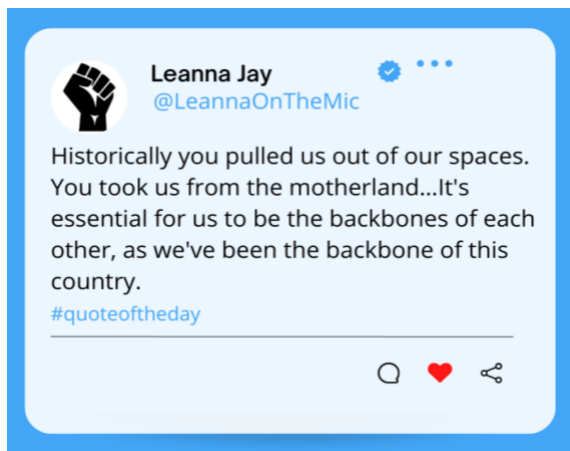 Leanna Jay
@LeannaOnTheMic
Historically you pulled us out of our spaces.
You took us from the motherland...It's
essential for us to be the backbones of each
other, as we've been the backbone of this
country.
#quoteoftheday